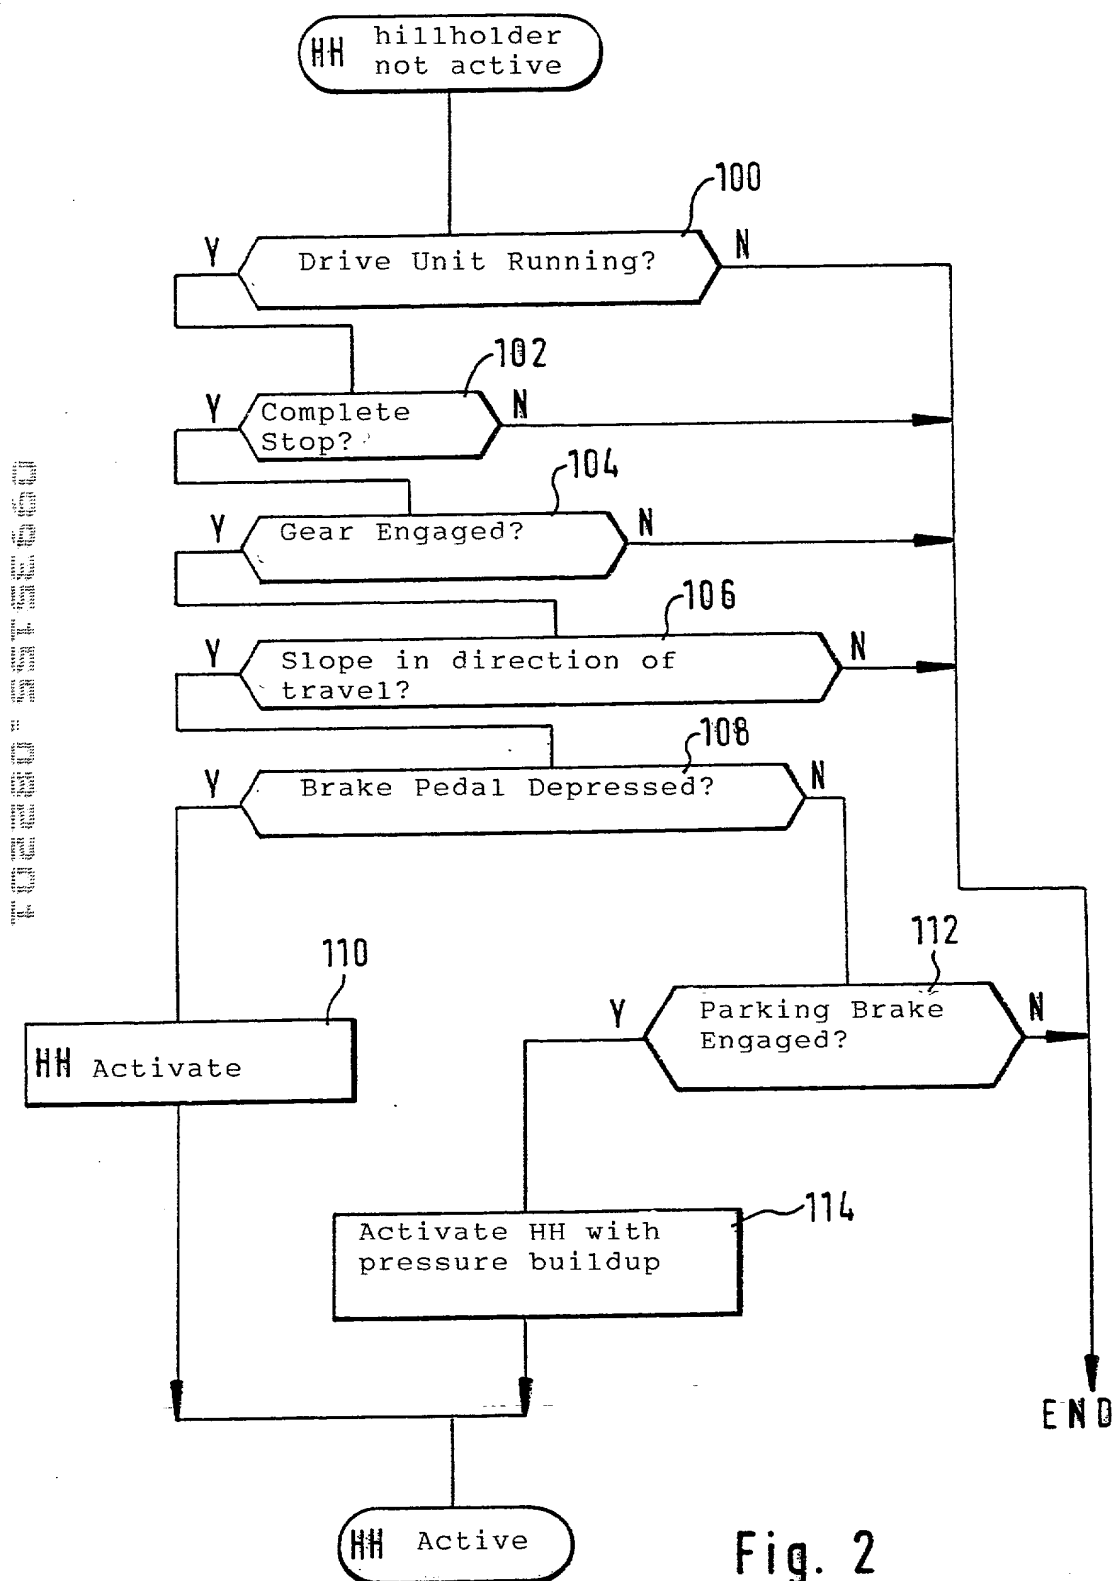 HH hillholder
not active
100
Y
Drive Unit Running?
N
102
Y
Complete
Stop?
N
104
Y
Gear Engaged?
N
106
Y
Slope in direction of
travel?
N
108
Y
Brake Pedal Depressed?
N
110
HH Activate
112
Y
Parking Brake
Engaged?
N
114
Activate HH with
pressure buildup
END
HH Active
Fig. 2